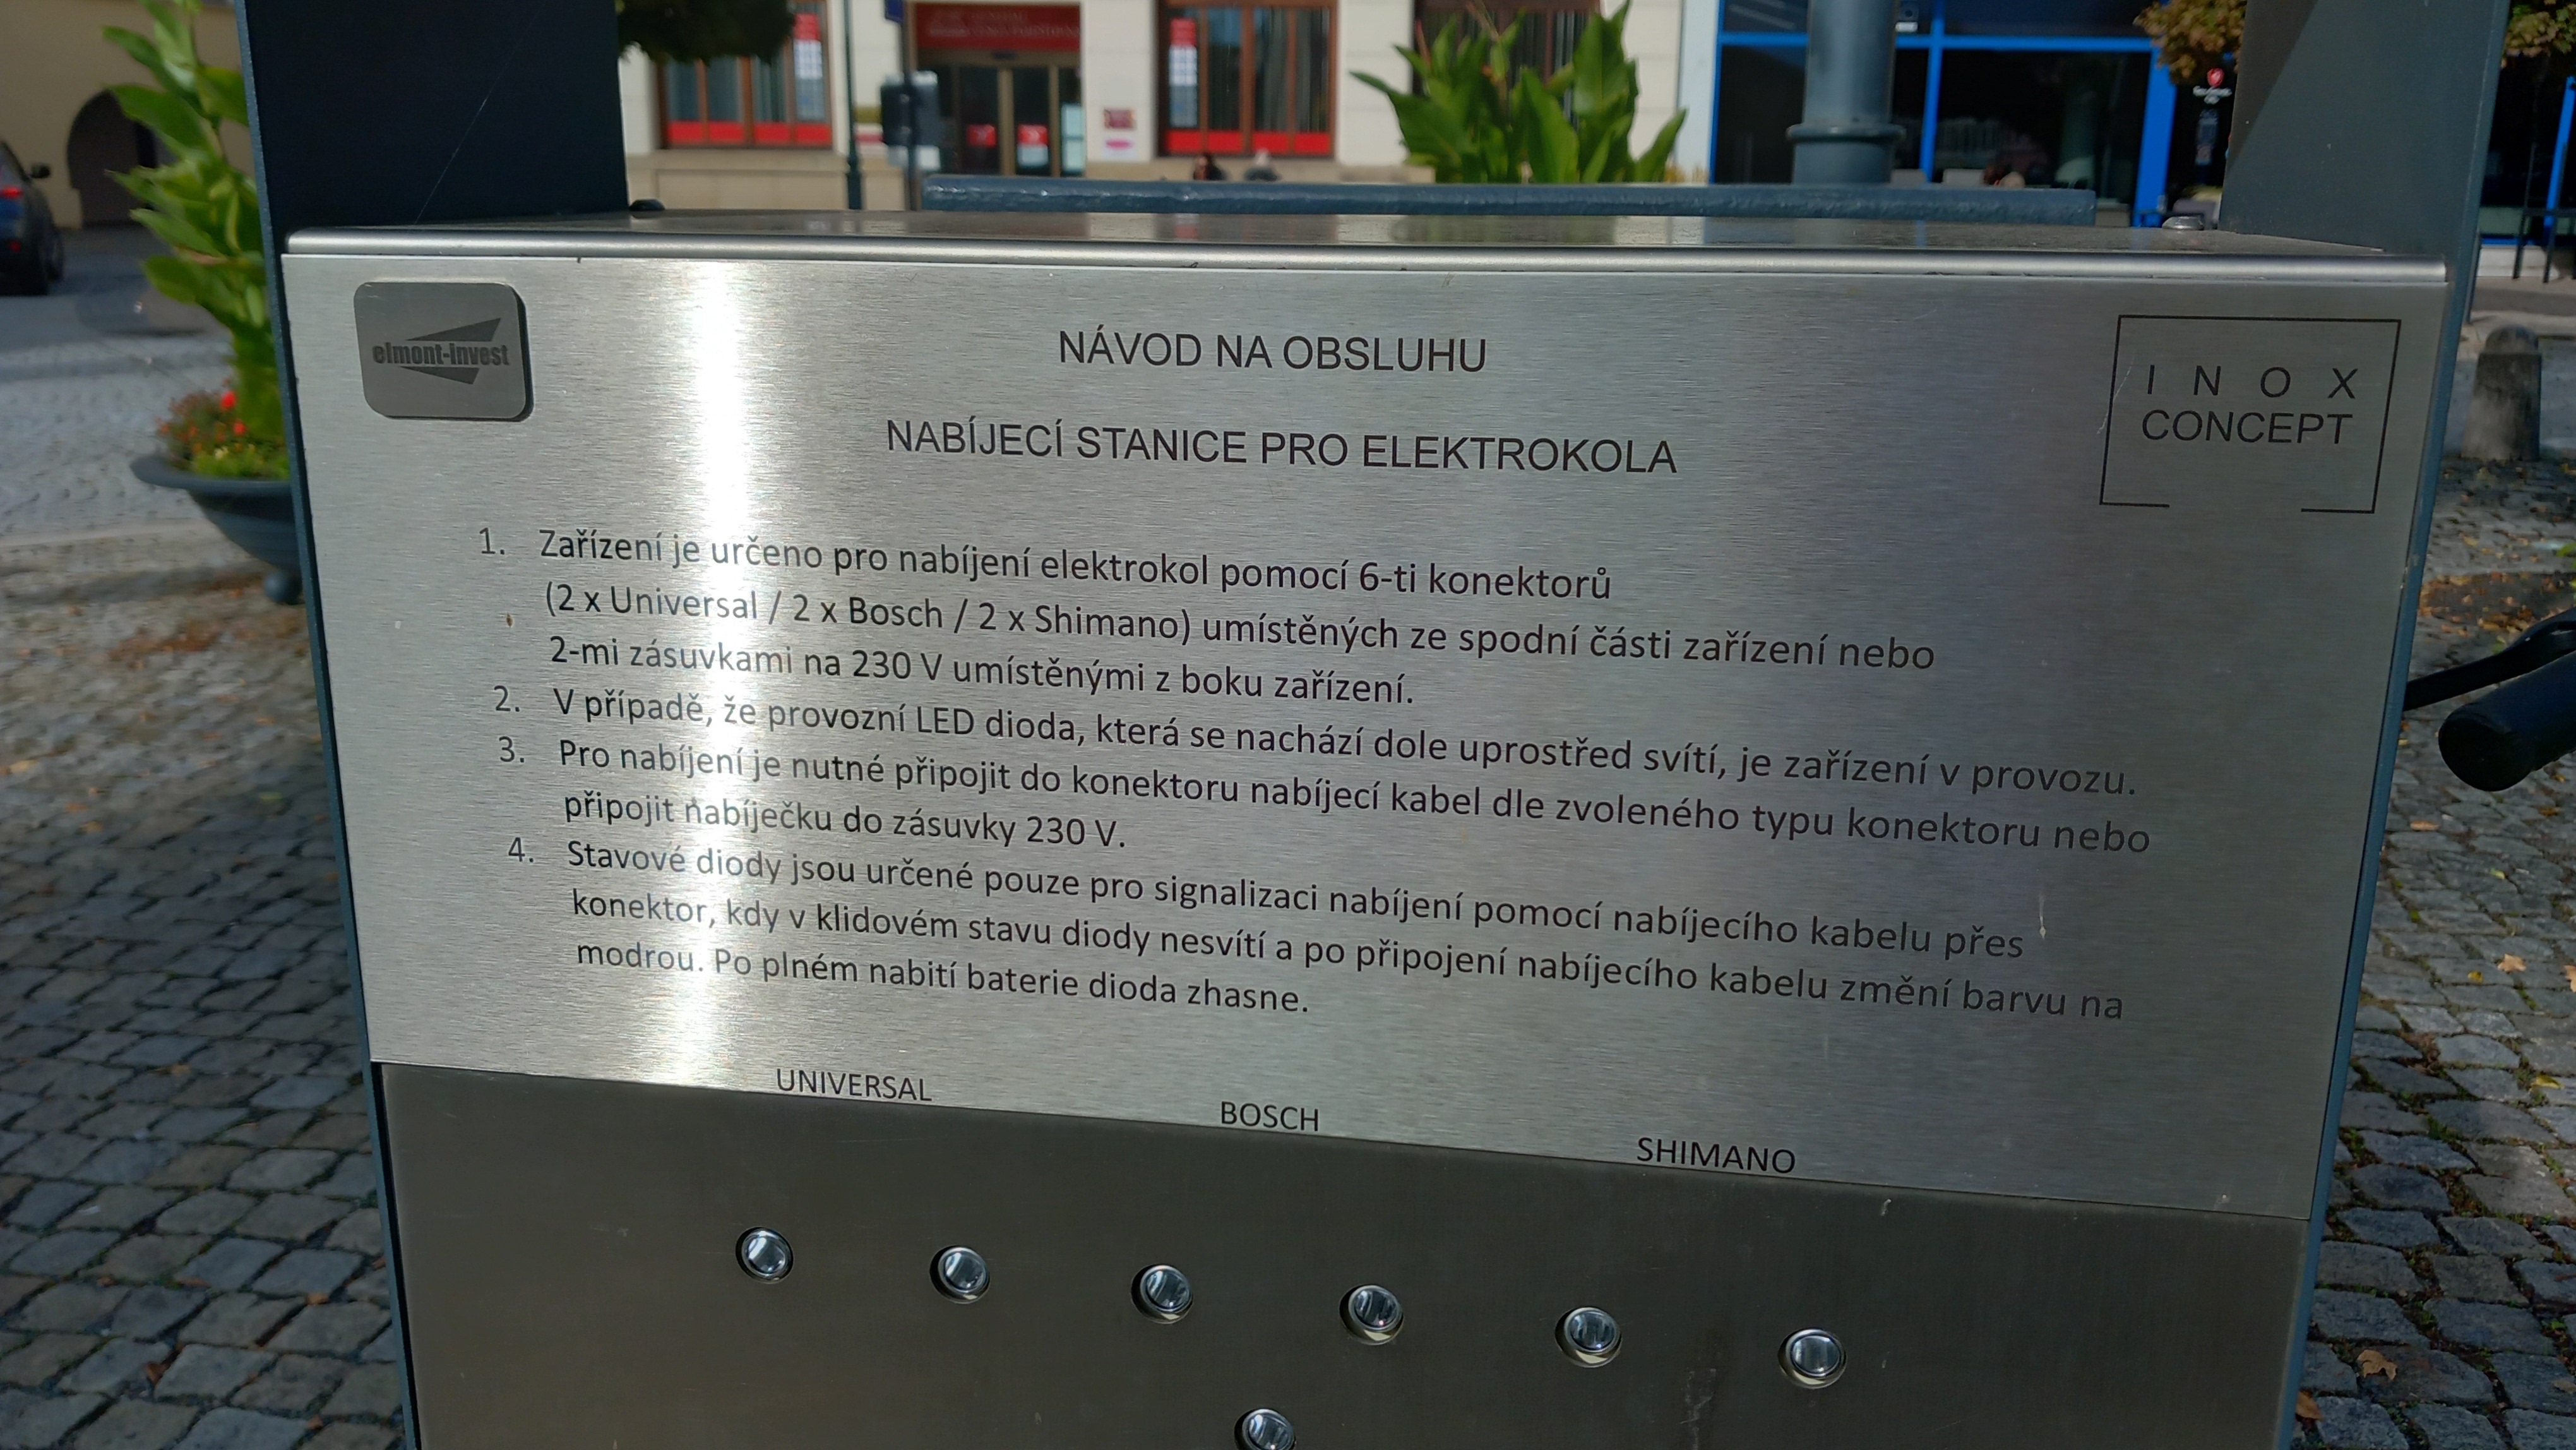 elmont-invest
NÁVOD NA OBSLUHU
I N O X
CONCEPT
NABÍJECÍ STANICE PRO ELEKTROKOLA
1. Zařízení je určeno pro nabíjení elektrokol pomocí 6-ti konektorů
(2 x Universal / 2 x Bosch / 2 x Shimano) umístěných ze spodní části zařízení nebo
2-mi zásuvkami na 230 V umístěnými z boku zařízení.
2. V případě, že provozní LED dioda, která se nachází dole uprostřed svítí, je zařízení v provozu.
3. Pro nabíjení je nutné připojit do konektoru nabíjecí kabel dle zvoleného typu konektoru nebo
připojit nabíječku do zásuvky 230 V.
4. Stavové diody jsou určené pouze pro signalizaci nabíjení pomocí nabíjecího kabelu přes
konektor, kdy v klidovém stavu diody nesvítí a po připojení nabíjecího kabelu změní barvu na
modrou. Po plném nabití baterie dioda zhasne.
UNIVERSAL
BOSCH
SHIMANO